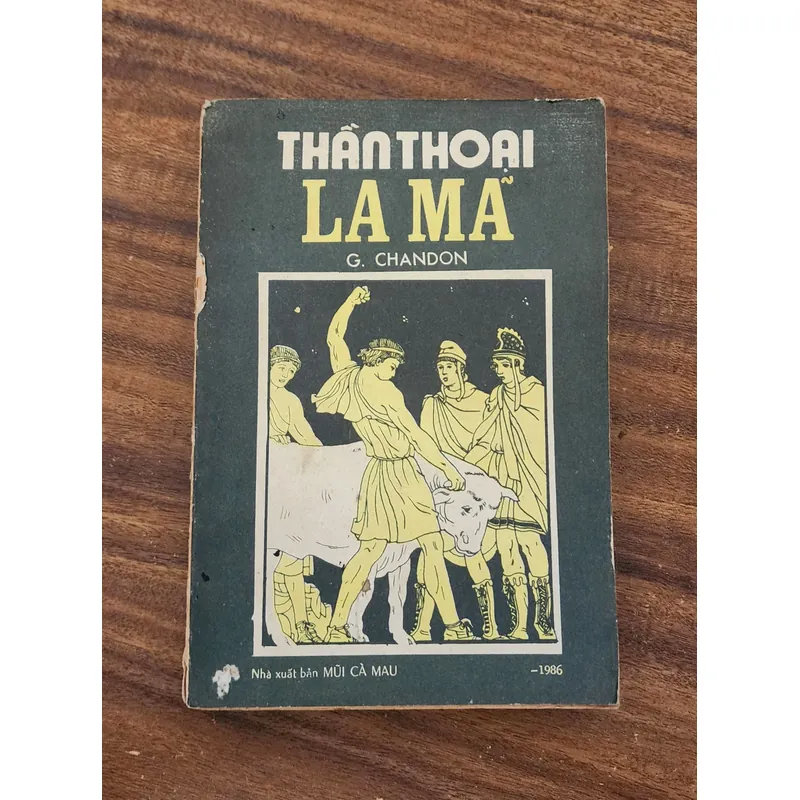 THẦN THOẠI
LA MÃ
G. CHANDON
Nhà xuất bản MŨI CÀ MAU –1986